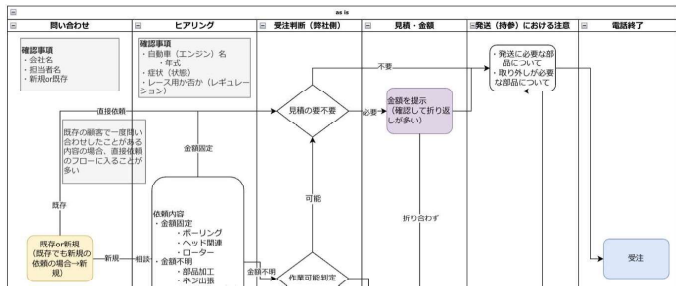 as is
問い合わせ
ヒアリング
受注判断（弊社側）
見積・金額
発送（持参）における注意
電話終了
確認事項
・会社名
・担当者名
・新規or既存
確認事項
・自動車（エンジン）名
・年式
・症状（状態）
・レース用か否か（レギュレー
ション）
直接依頼
既存の顧客で一度問い
合わせしたことがある
内容の場合、直接依頼
のフローに入ることが
多い
金額固定
既存
既存or新規
（既存でも新規の
依頼の場合→新
規）
新規
相談
依頼内容
・金額固定
・ボーリング
・ヘッド関連
・ローター
・金額不明
・部品加工
金額不明
見積の要不要
可能
作業可能判定
不要
必要
金額を提示
（確認して折り返
しが多い）
折り合わず
・発送に必要な部
品について
・取り外しが必要
な部品について
受注